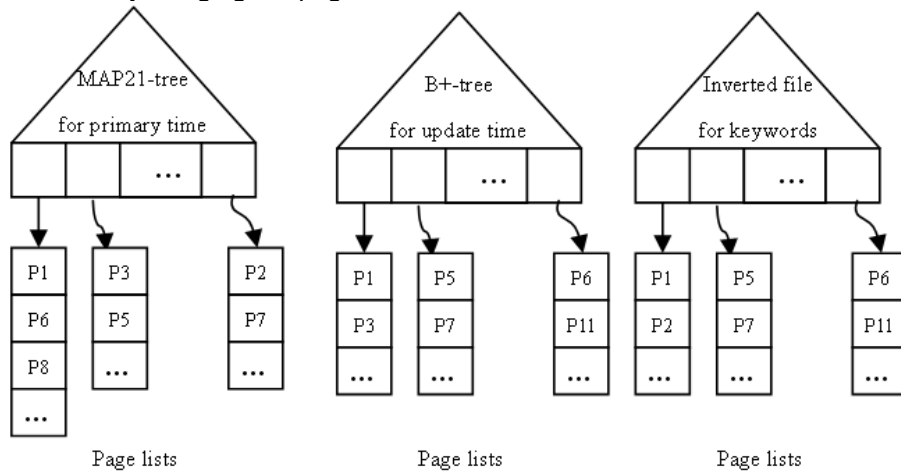 MAP21-tree
for primary time
...
P1
P6
P8
...
P3
P5
...
P2
P7
...
Page lists
B+-tree
for update time
...
P1
P3
...
P5
P7
...
P6
P11
...
Page lists
Inverted file
for keywords
...
P1
P2
...
P5
P7
...
P6
P11
...
Page lists